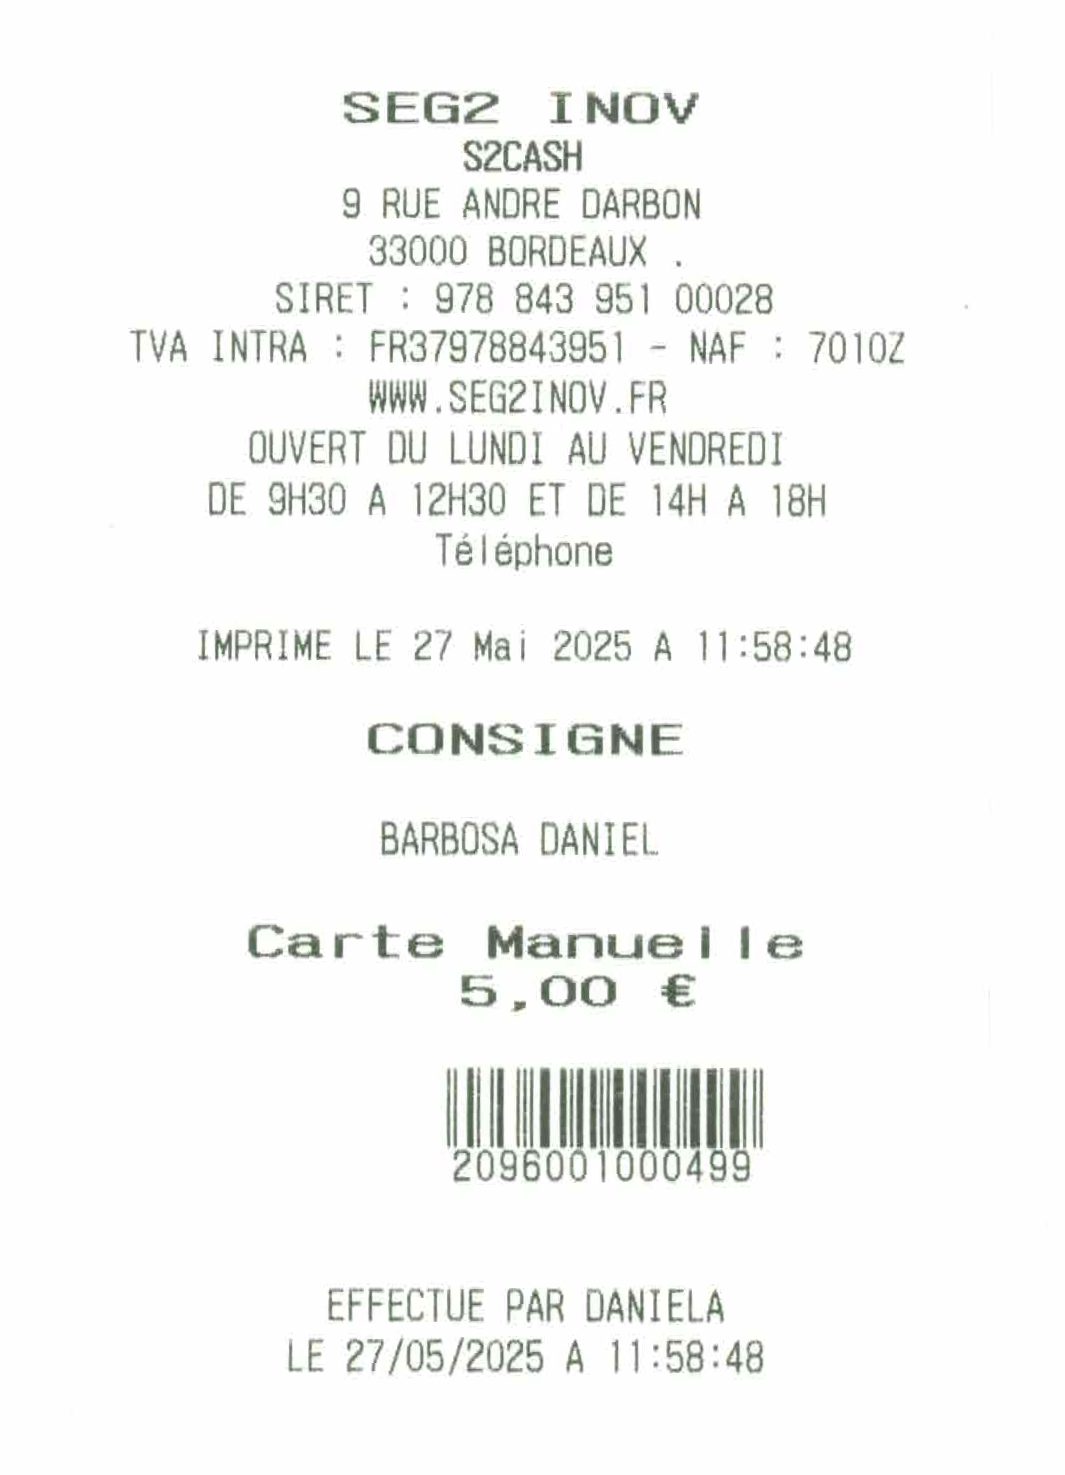 SEG2 INOV
S2CASH
9 RUE ANDRE DARBON
33000 BORDEAUX .
SIRET : 978 843 951 00028
TVA INTRA : FR37978843951 - NAF : 7010Z
WWW.SEG2INOV.FR
OUVERT DU LUNDI AU VENDREDI
DE 9H30 A 12H30 ET DE 14H A 18H
Téléphone
IMPRIME LE 27 Mai 2025 A 11:58:48
CONSIGNE
BARBOSA DANIEL
Carte Manuelle
5,00 €
2096001000499
EFFECTUE PAR DANIELA
LE 27/05/2025 A 11:58:48